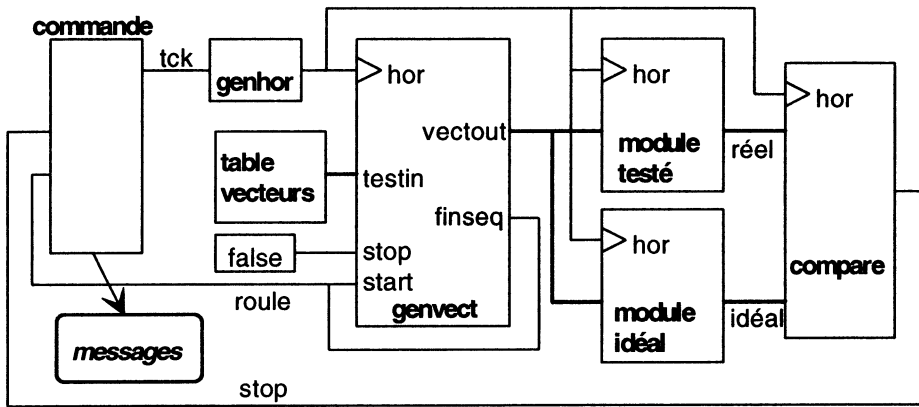 commande
tck
genhor
hor
table
vecteurs
vectout
testin
finseq
false
stop
start
roule
genvect
messages
stop
hor
module
testé
réel
hor
module
idéal
idéal
hor
compare